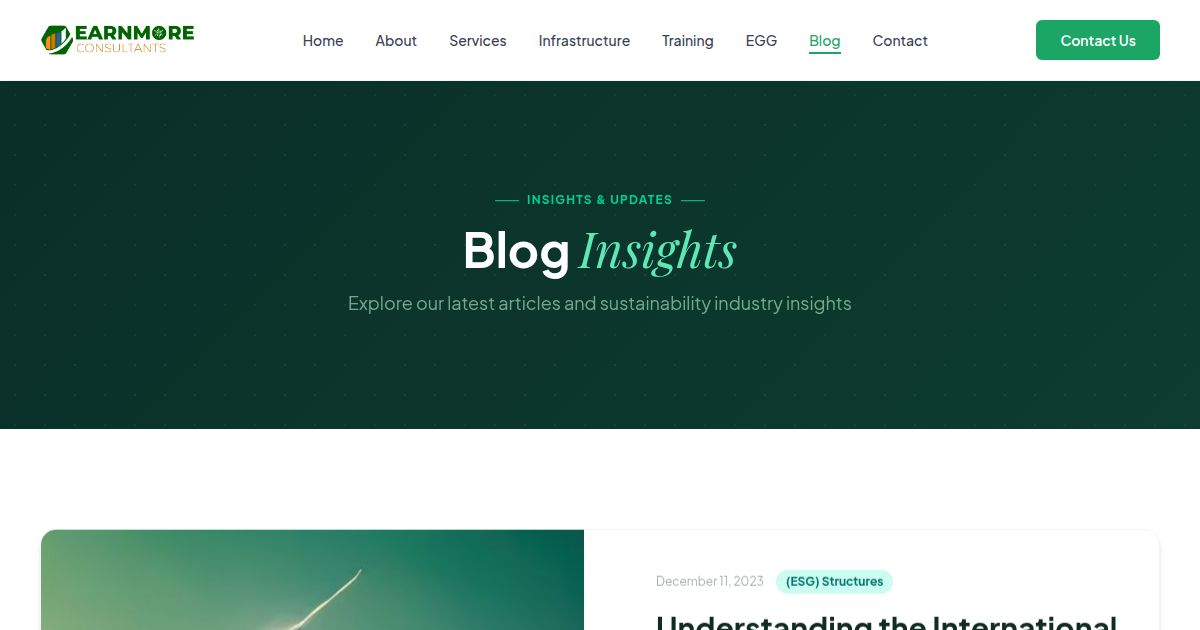 EARNMORE
CONSULTANTS
Home About Services Infrastructure Training EGG Blog Contact
Contact Us
INSIGHTS & UPDATES
Blog Insights
Explore our latest articles and sustainability industry insights
December 11, 2023 (ESG) Structures
Understanding the International